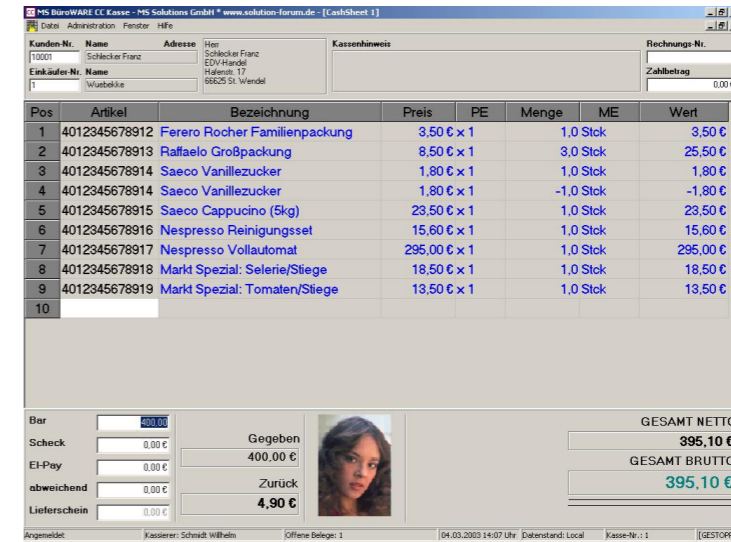 MS BüroWARE CC Kasse - MS Solutions GmbH * www.solution-forum.de - [CashSheet 1]
Datei Administration Fenster Hilfe
Kunden-Nr. Name Adresse Herr Kassenhinweis Rechnungs-Nr.
10001 Schlecker Franz Schlecker Franz
EDV-Handel
Einkäufer-Nr. Name Hafenstr. 17 Zahlbetrag
1 Wuebekke 66625 St. Wendel 0,00
Pos Artikel Bezeichnung Preis PE Menge ME Wert
1 4012345678912 Ferero Rocher Familienpackung 3,50 € x 1 1,0 Stck 3,50 €
2 4012345678913 Raffaelo Großpackung 8,50 € x 1 3,0 Stck 25,50 €
3 4012345678914 Saeco Vanillezucker 1,80 € x 1 1,0 Stck 1,80 €
4 4012345678914 Saeco Vanillezucker 1,80 € x 1 -1,0 Stck -1,80 €
5 4012345678915 Saeco Cappucino (5kg) 23,50 € x 1 1,0 Stck 23,50 €
6 4012345678916 Nespresso Reinigungsset 15,60 € x 1 1,0 Stck 15,60 €
7 4012345678917 Nespresso Vollautomat 295,00 € x 1 1,0 Stck 295,00 €
8 4012345678918 Markt Spezial: Selerie/Stiege 18,50 € x 1 1,0 Stck 18,50 €
9 4012345678919 Markt Spezial: Tomaten/Stiege 13,50 € x 1 1,0 Stck 13,50 €
10
Bar 400,00
Scheck 0,00 €
El-Pay 0,00 €
abweichend 0,00 €
Lieferschein 0,00 €
Gegeben
400,00 €
Zurück
4,90 €
GESAMT NETTO
395,10 €
GESAMT BRUTTO
395,10 €
Angemeldet Kassierer: Schmidt Willhelm Offene Belege: 1 04.03.2003 14:07 Uhr Datenstand: Local Kasse-Nr.: 1 [GESTOPP